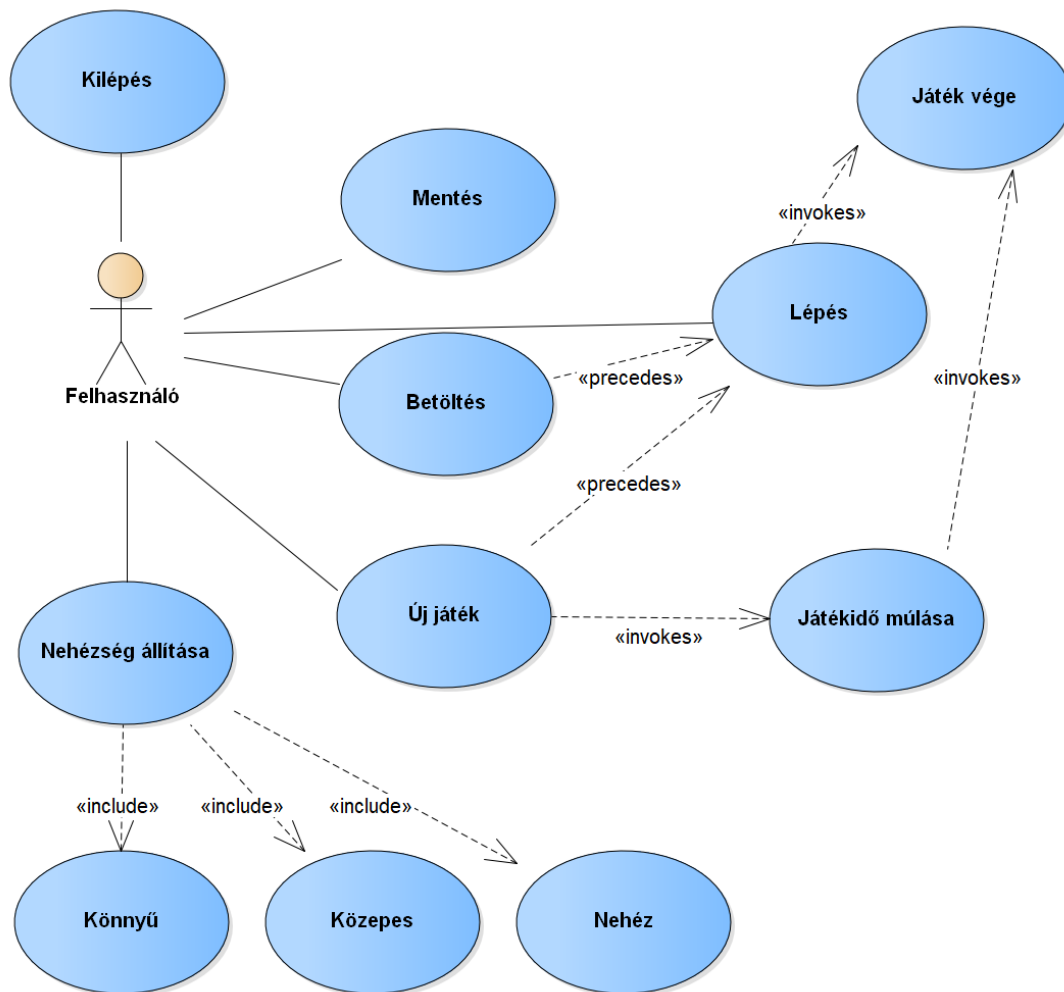 Kilépés
Játék vége
Mentés
«invokes»
Lépés
Felhasználó
Betöltés
«precedes»
«invokes»
«precedes»
Új játék
Játékidő múlása
«invokes»
Nehézség állítása
«include»
«include»
«include»
Könnyű
Közepes
Nehéz